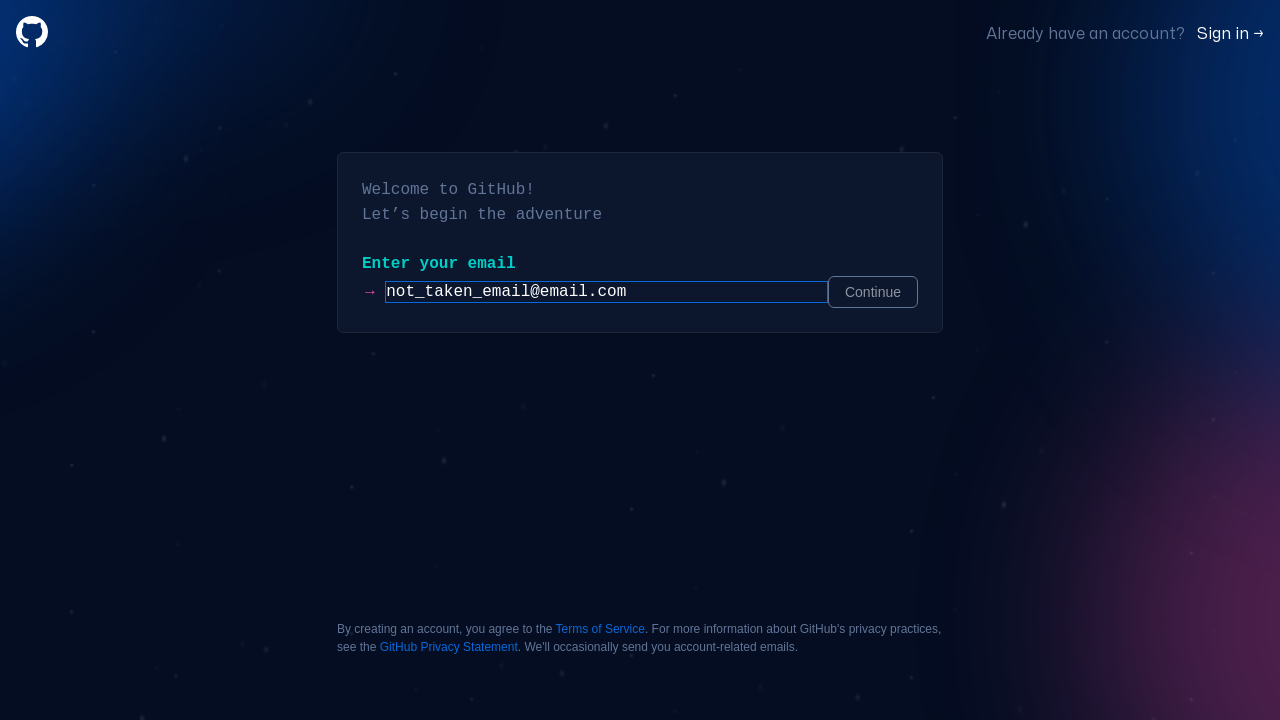 Already have an account? Sign in →
Welcome to GitHub!
Let’s begin the adventure
Enter your email
→ not_taken_email@email.com Continue
By creating an account, you agree to the Terms of Service. For more information about GitHub's privacy practices,
see the GitHub Privacy Statement. We'll occasionally send you account-related emails.